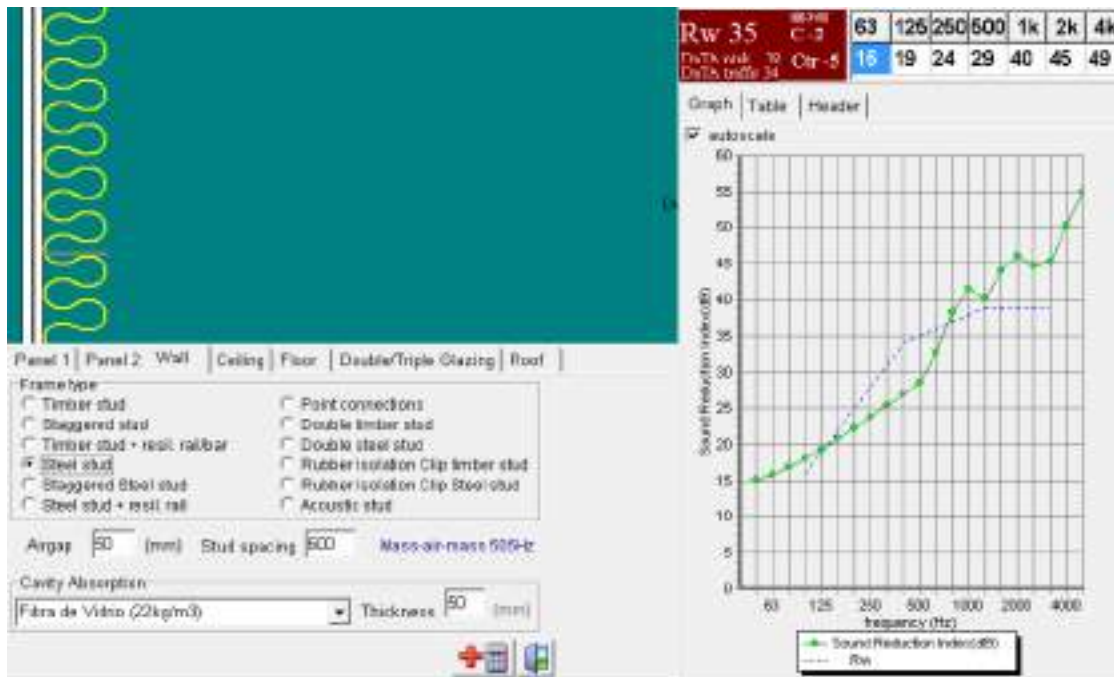 Rw 35
C -2
Ctr -5
63 125 250 500 1k 2k 4k
16 19 24 29 40 45 49
Graph Table Header
autoscale
Panel 1 Panel 2 Wall Ceiling Floor Double/Triple Glazing Roof
Frame type
Timber stud
Staggered stud
Timber stud + resil. rail/bar
Steel stud
Staggered Steel stud
Steel stud + resil. rail
Point connections
Double timber stud
Double steel stud
Rubber isolation Clip timber stud
Rubber isolation Clip Steel stud
Acoustic stud
Airgap 50 (mm) Stud spacing 600 Mass-air-mass
Cavity Absorption
Fibra de Vidrio (22kg/m3) Thickness 50 (mm)
Sound Reduction Index(dB)
60
55
50
45
40
35
30
25
20
15
10
5
0
63 125 250 500 1000 2000 4000
frequency (Hz)
Sound Reduction Index(dB)
Rw